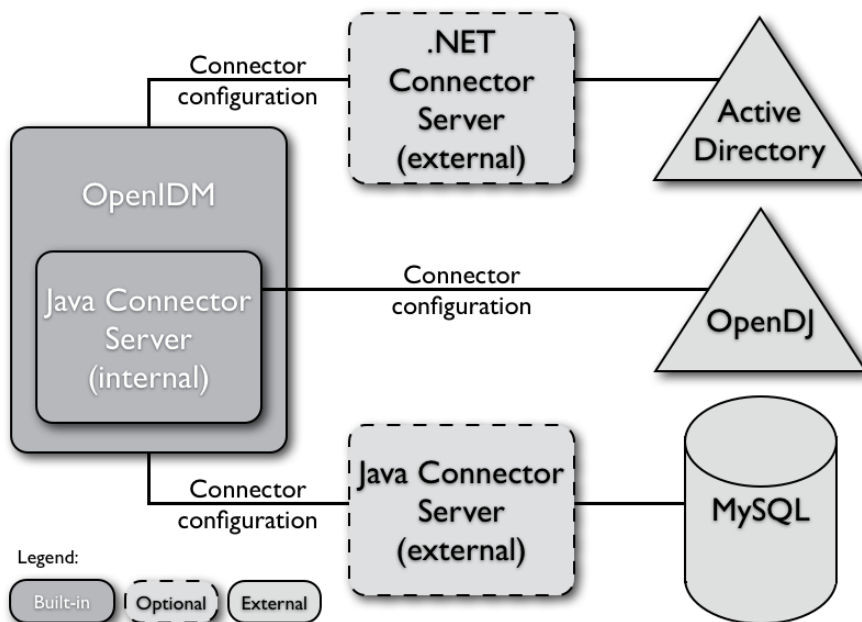 Connector
configuration
.NET
Connector
Server
(external)
Active
Directory
OpenIDM
Java Connector
Server
(internal)
Connector
configuration
OpenDJ
Connector
configuration
Java Connector
Server
(external)
MySQL
Legend:
Built-in
Optional
External